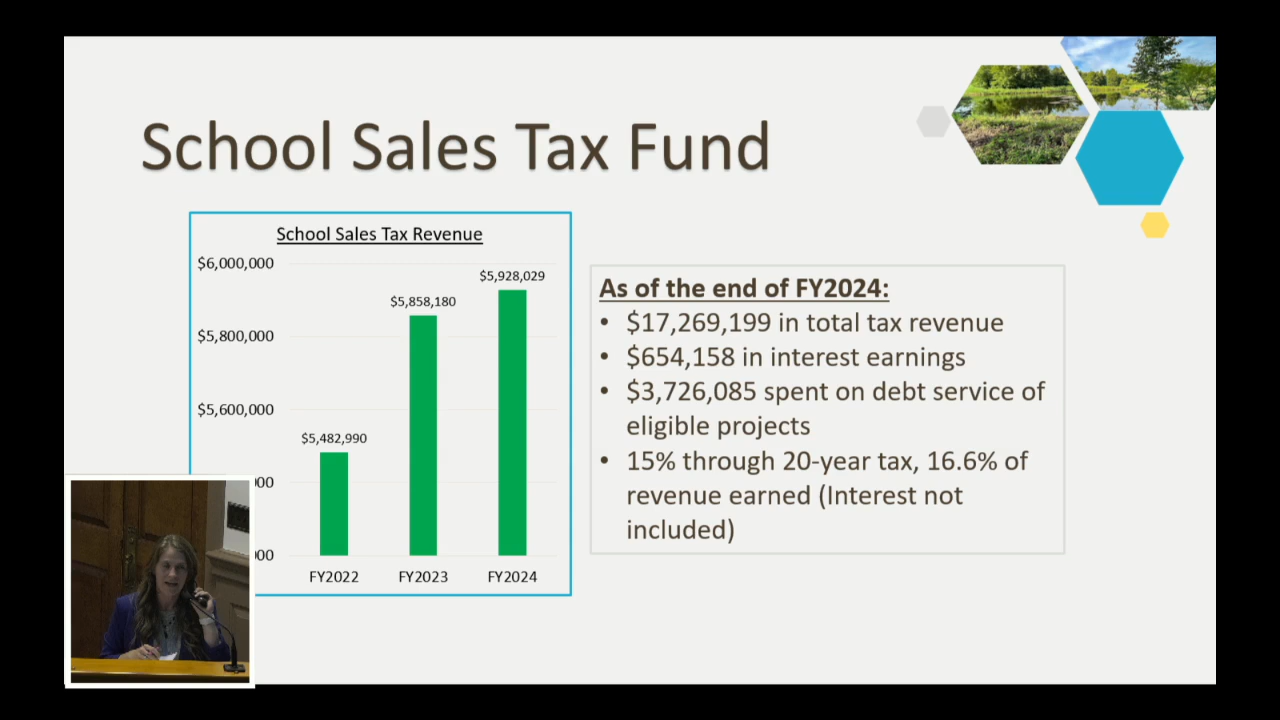 School Sales Tax Fund
School Sales Tax Revenue
$6,000,000
$5,800,000
$5,600,000
00
00
$5,482,990
$5,858,180
$5,928,029
FY2022
FY2023
FY2024
As of the end of FY2024:
• $17,269,199 in total tax revenue
• $654,158 in interest earnings
• $3,726,085 spent on debt service of
eligible projects
• 15% through 20-year tax, 16.6% of
revenue earned (Interest not
included)